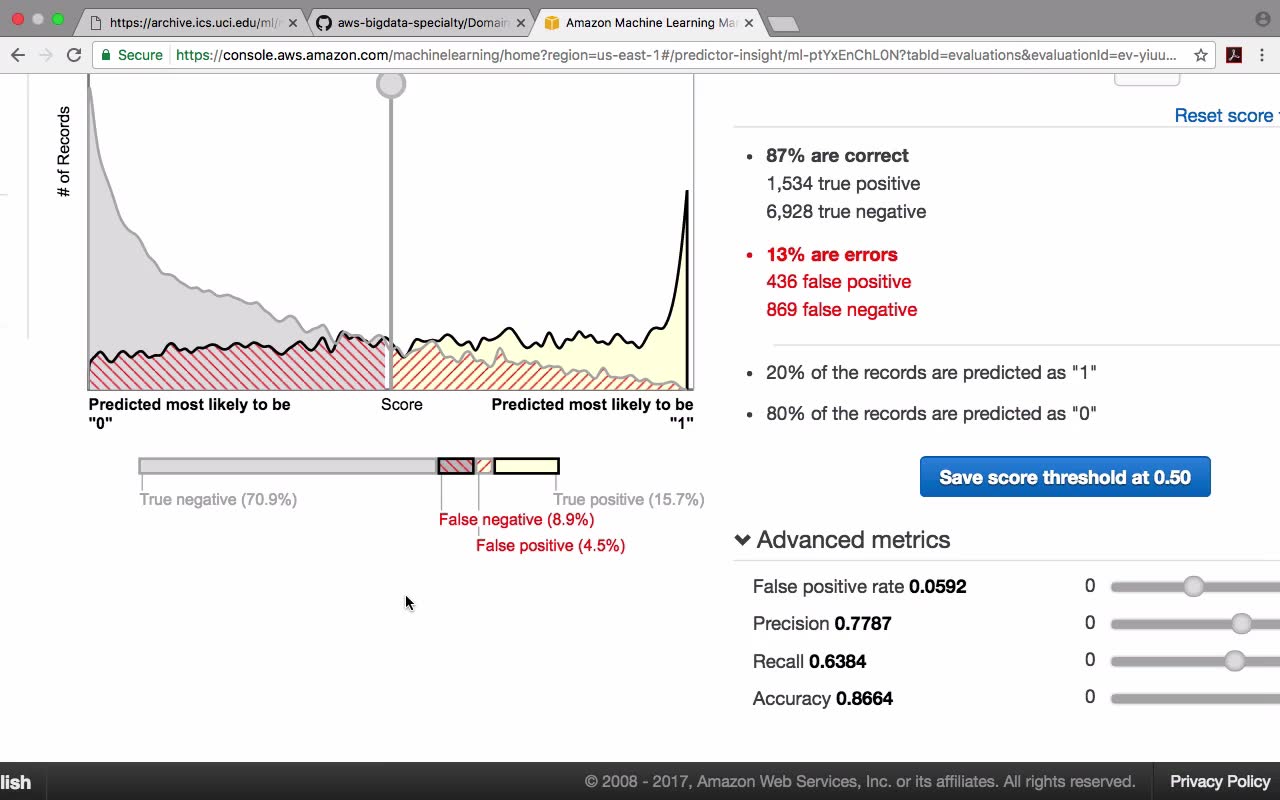 https://archive.ics.uci.edu/ml/
aws-bigdata-specialty/Domain
Amazon Machine Learning Ma
Secure
https://console.aws.amazon.com/machinelearning/home?region=us-east-1#/predictor-insight/ml-ptYxEnChL0N?tabId=evaluations&evaluationId=ev-yiuu...
# of Records
Predicted most likely to be "0"
Score
Predicted most likely to be "1"
True negative (70.9%)
True positive (15.7%)
False negative (8.9%)
False positive (4.5%)
Reset score
87% are correct
1,534 true positive
6,928 true negative
13% are errors
436 false positive
869 false negative
20% of the records are predicted as "1"
80% of the records are predicted as "0"
Save score threshold at 0.50
Advanced metrics
False positive rate 0.0592 0
Precision 0.7787 0
Recall 0.6384 0
Accuracy 0.8664 0
lish
© 2008 - 2017, Amazon Web Services, Inc. or its affiliates. All rights reserved.
Privacy Policy